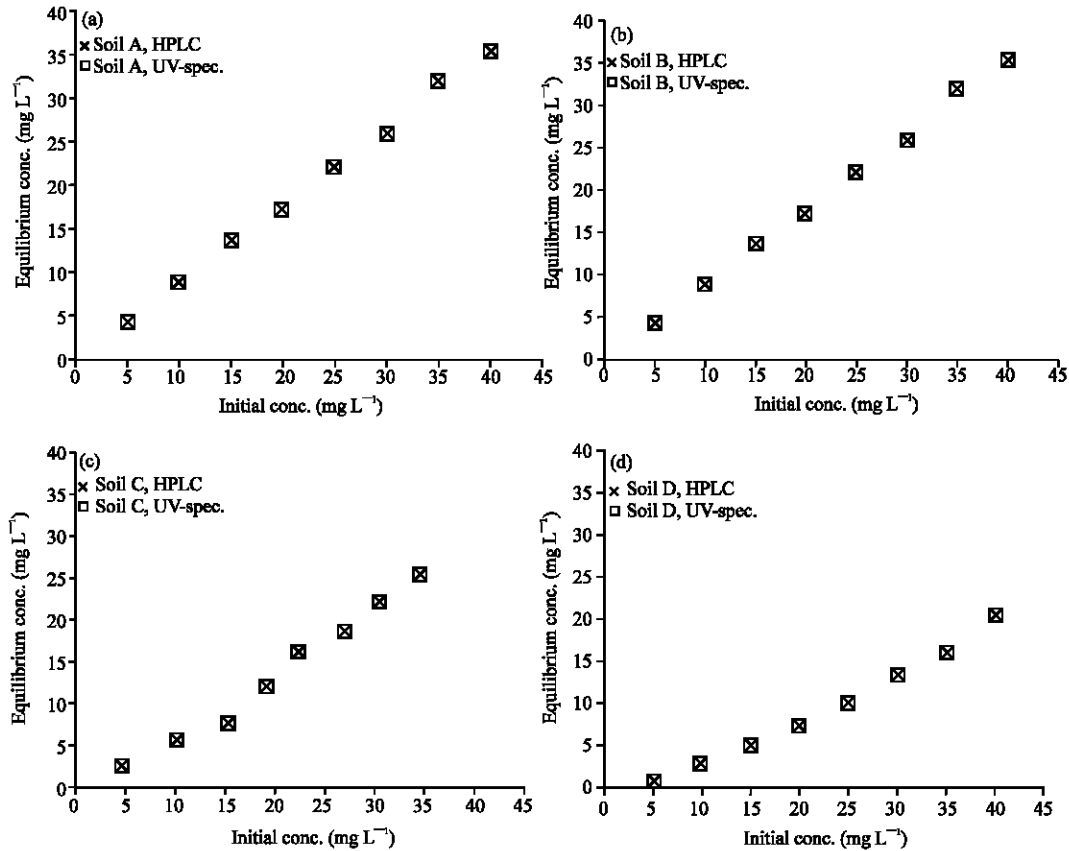 (a)
× Soil A, HPLC
□ Soil A, UV-spec.
Equilibrium conc. (mg L⁻¹)
40
35
30
25
20
15
10
5
0
0 5 10 15 20 25 30 35 40 45
Initial conc. (mg L⁻¹)
(b)
× Soil B, HPLC
□ Soil B, UV-spec.
Equilibrium conc. (mg L⁻¹)
40
35
30
25
20
15
10
5
0
0 5 10 15 20 25 30 35 40 45
Initial conc. (mg L⁻¹)
(c)
× Soil C, HPLC
□ Soil C, UV-spec.
Equilibrium conc. (mg L⁻¹)
40
35
30
25
20
15
10
5
0
0 5 10 15 20 25 30 35 40 45
Initial conc. (mg L⁻¹)
(d)
× Soil D, HPLC
□ Soil D, UV-spec.
Equilibrium conc. (mg L⁻¹)
40
35
30
25
20
15
10
5
0
0 5 10 15 20 25 30 35 40 45
Initial conc. (mg L⁻¹)